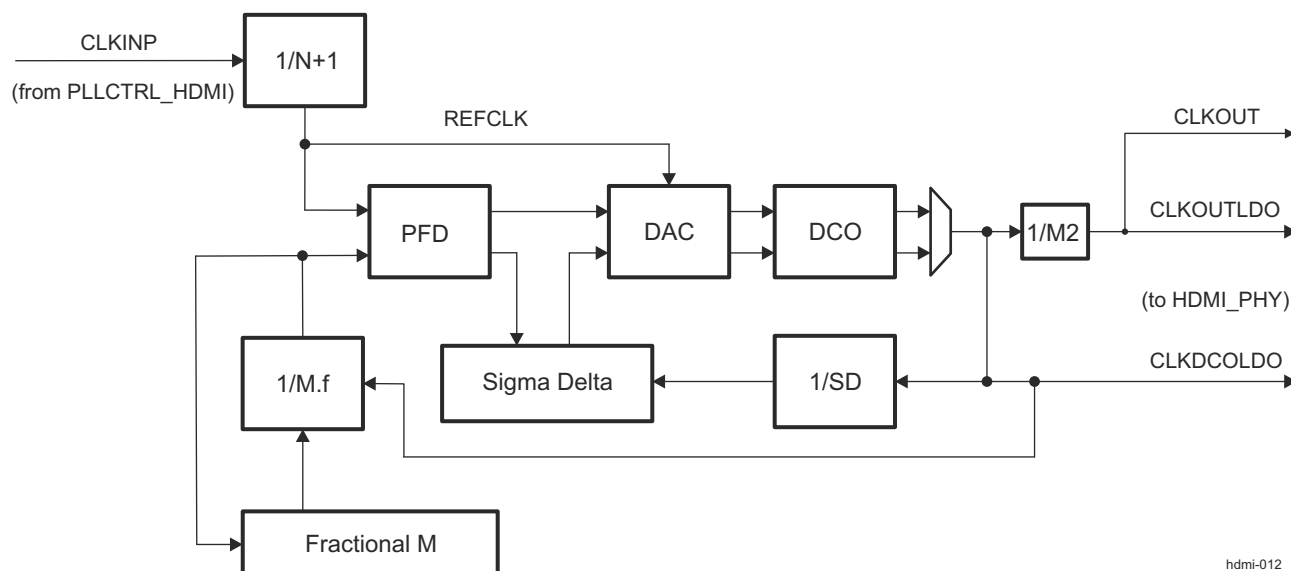 CLKINP
(from PLLCTRL_HDMI)
1/N+1
REFCLK
CLKOUT
PFD
DAC
DCO
1/M2
CLKOUTLDO
(to HDMI_PHY)
1/M.f
Sigma Delta
1/SD
CLKDCOLDO
Fractional M
hdmi-012